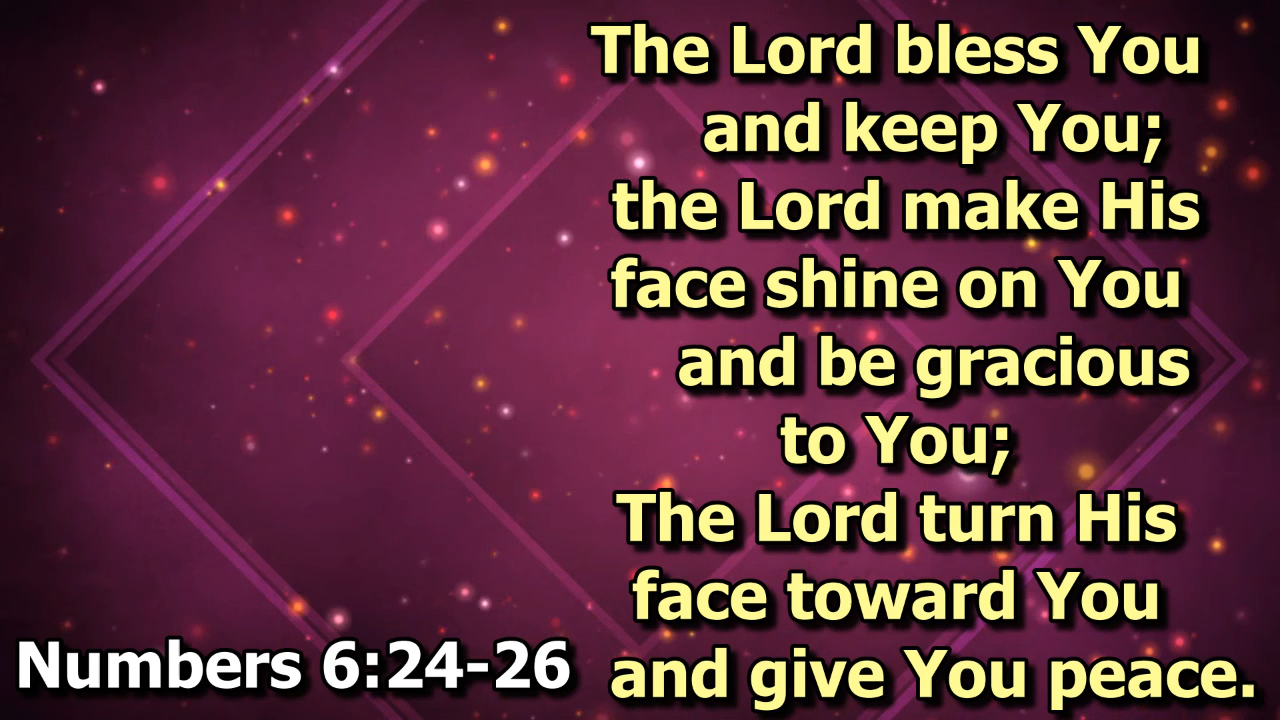 The Lord bless You
and keep You;
the Lord make His
face shine on You
and be gracious
to You;
The Lord turn His
face toward You
and give You peace.
Numbers 6:24-26